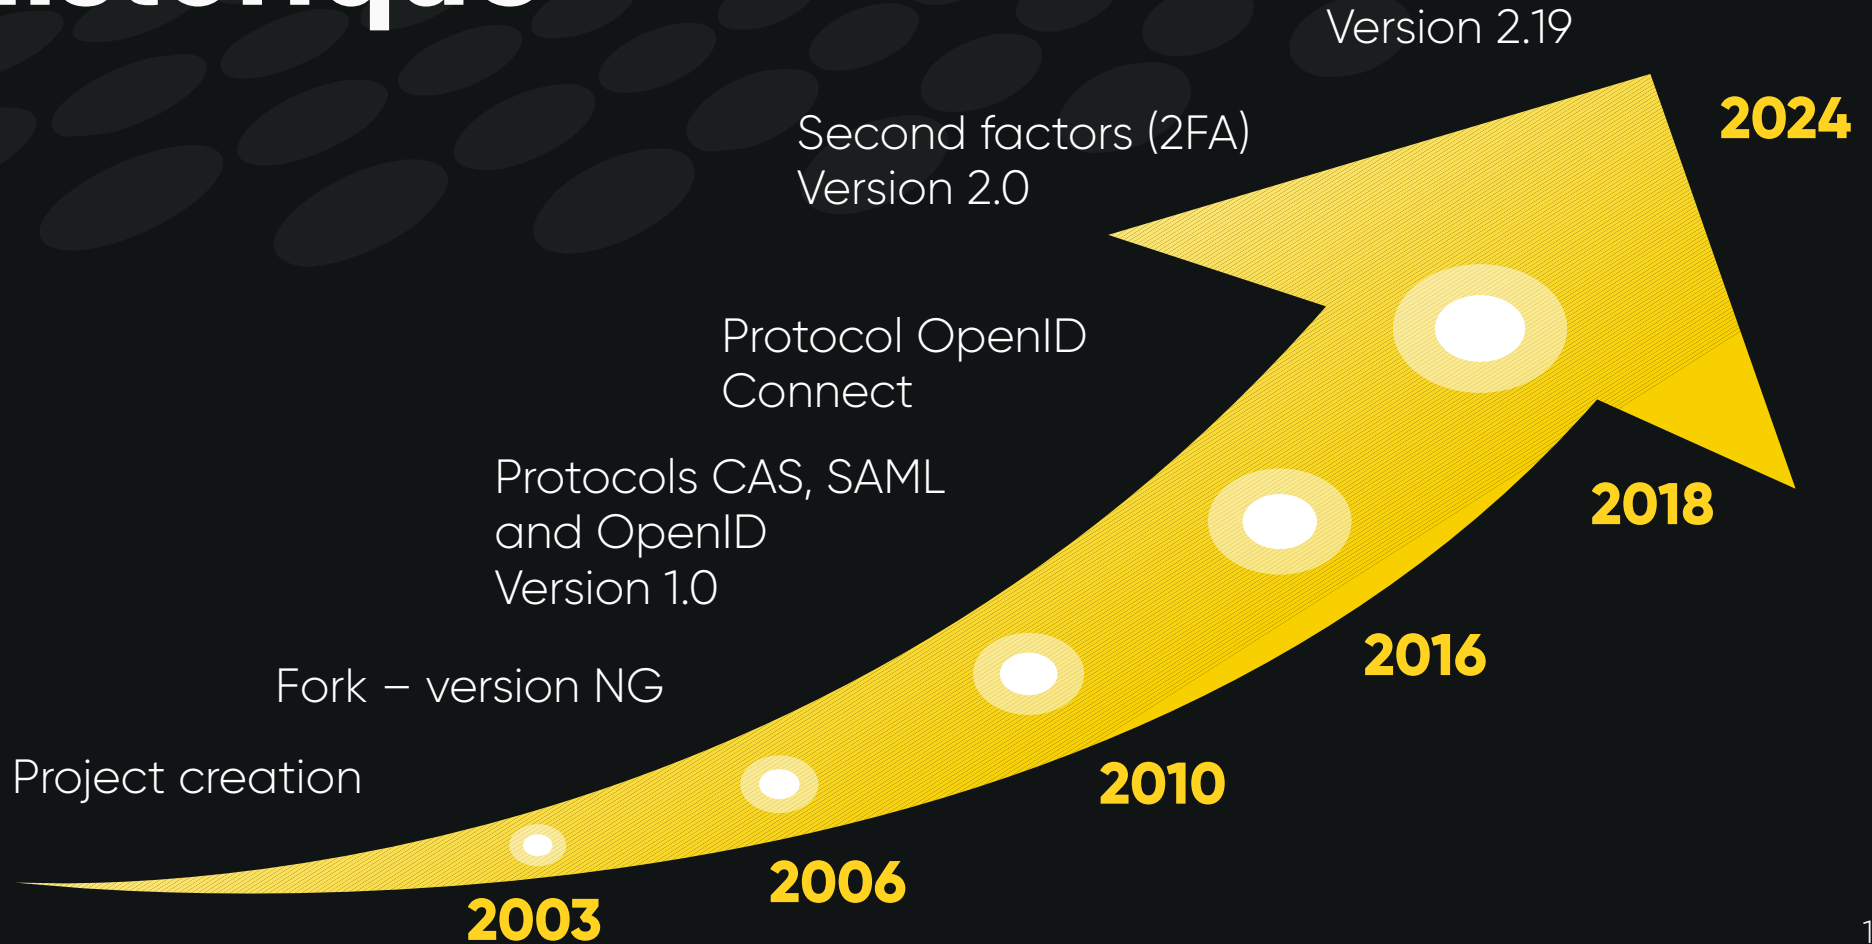 Version 2.19
2024
Second factors (2FA)
Version 2.0
2018
Protocol OpenID
Connect
2016
Protocols CAS, SAML
and OpenID
Version 1.0
2010
Fork – version NG
2006
Project creation
2003